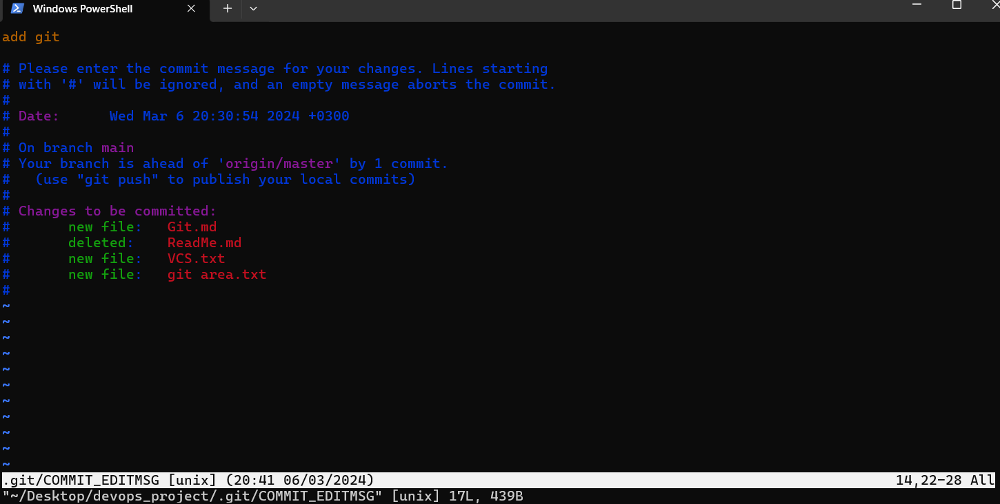 Windows PowerShell
add git
# Please enter the commit message for your changes. Lines starting
# with '#' will be ignored, and an empty message aborts the commit.
#
# Date:      Wed Mar 6 20:30:54 2024 +0300
#
# On branch main
# Your branch is ahead of 'origin/master' by 1 commit.
#   (use "git push" to publish your local commits)
#
# Changes to be committed:
#       new file:   Git.md
#       deleted:    ReadMe.md
#       new file:   VCS.txt
#       new file:   git area.txt
#
~
~
~
~
~
~
~
~
~
~
~
.git/COMMIT_EDITMSG [unix] (20:41 06/03/2024) 14,22-28 All
"~/Desktop/devops_project/.git/COMMIT_EDITMSG" [unix] 17L, 439B